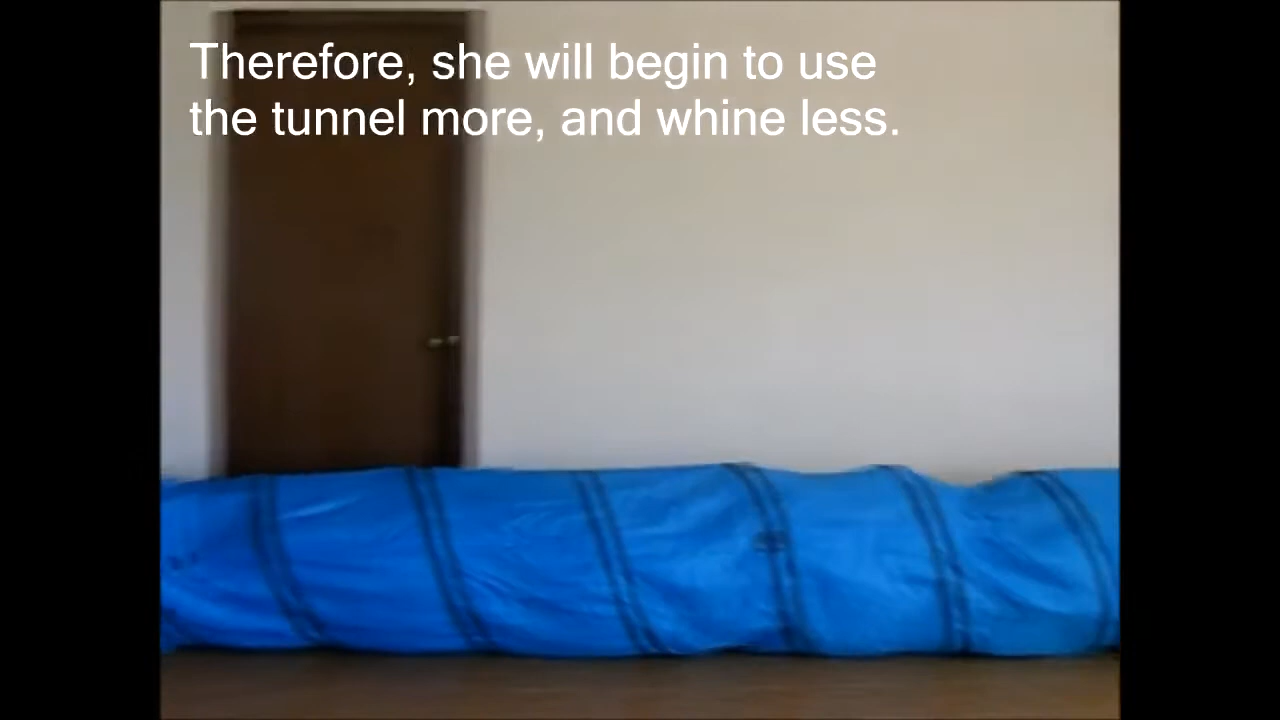 Therefore, she will begin to use
the tunnel more, and whine less.